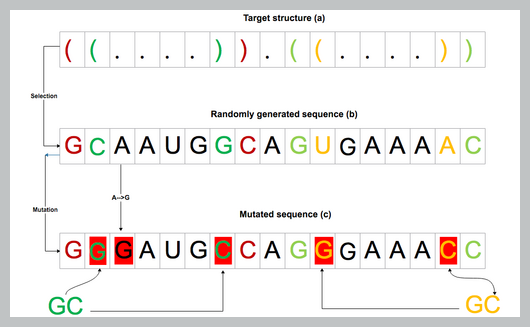 Target structure (a)
( ( . . . . ) ) . ( ( . . . . ) )
Selection
Randomly generated sequence (b)
G C A A U G G C A G U G A A A A C
A-->G
Mutation
Mutated sequence (c)
G G G A U G C C A G G G A A A C C
GC GC